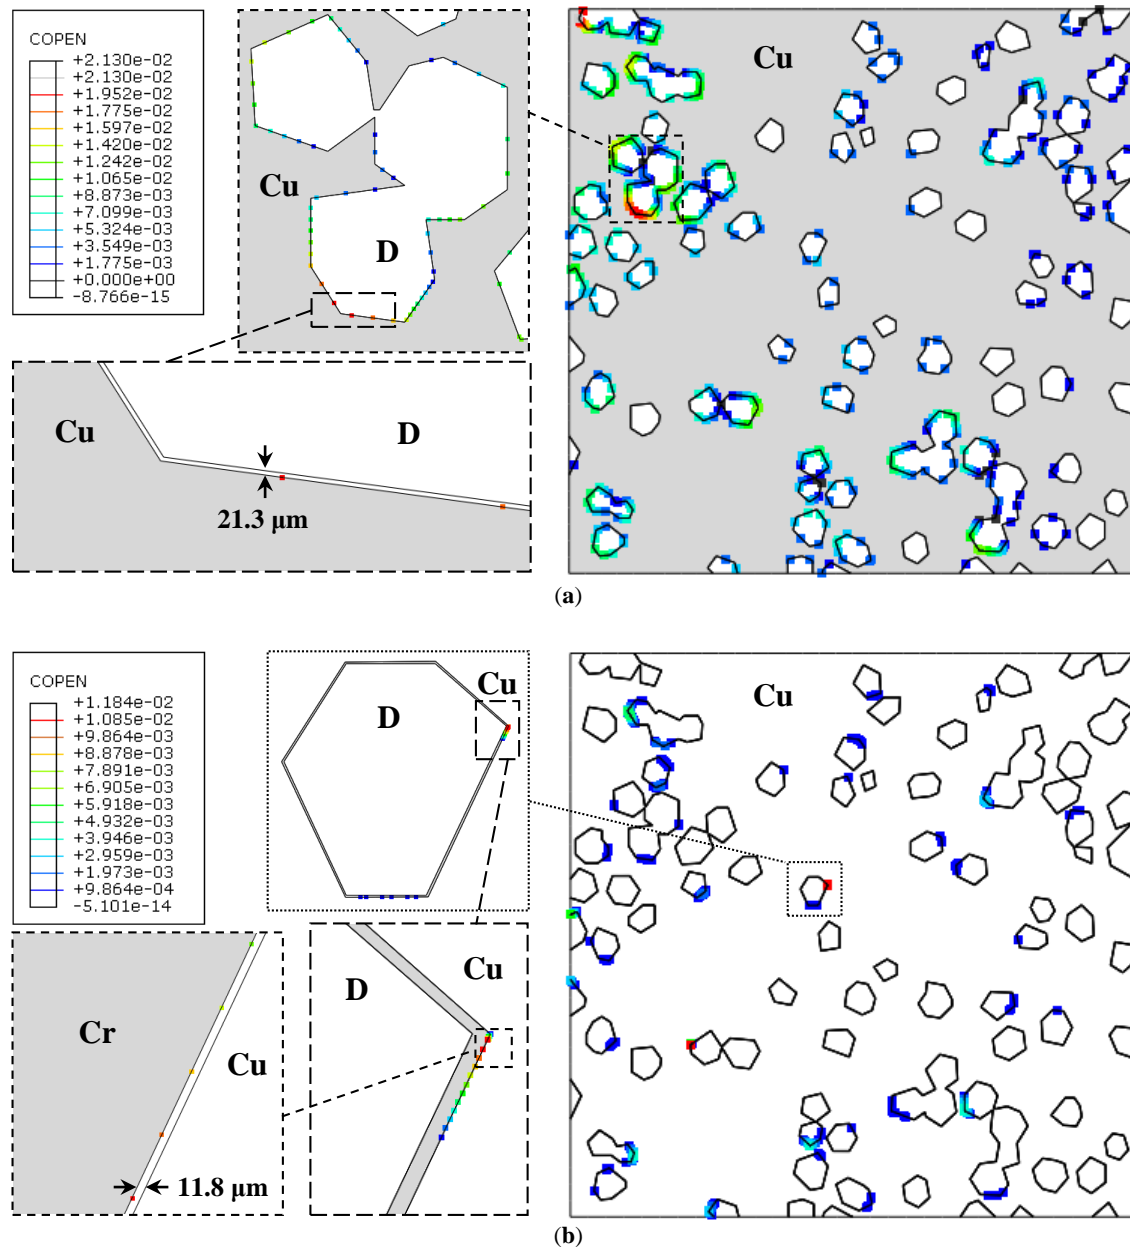 COPEN
+2.130e-02
+2.130e-02
+1.952e-02
+1.775e-02
+1.597e-02
+1.420e-02
+1.242e-02
+1.065e-02
+8.873e-03
+7.099e-03
+5.324e-03
+3.549e-03
+1.775e-03
+0.000e+00
-8.766e-15
Cu
D
Cu
Cu
D
21.3 µm
(a)
COPEN
+1.184e-02
+1.085e-02
+9.864e-03
+8.878e-03
+7.891e-03
+6.905e-03
+5.918e-03
+4.932e-03
+3.946e-03
+2.959e-03
+1.973e-03
+9.864e-04
-5.101e-14
D
Cu
Cu
Cr
Cu
11.8 µm
D
Cu
(b)